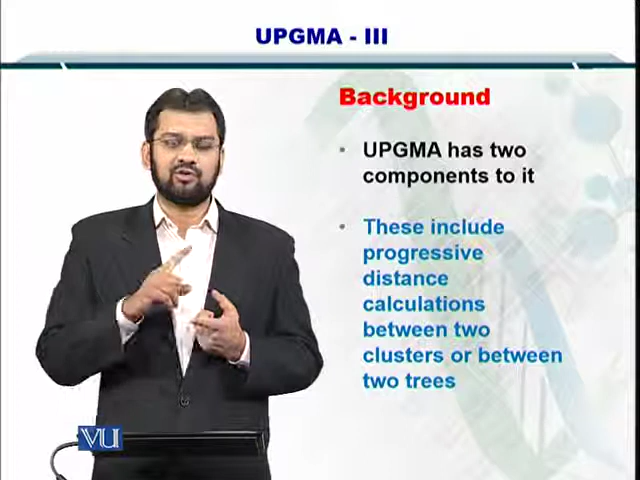 UPGMA - III
Background
• UPGMA has two
components to it
• These include
progressive
distance
calculations
between two
clusters or between
two trees
VU